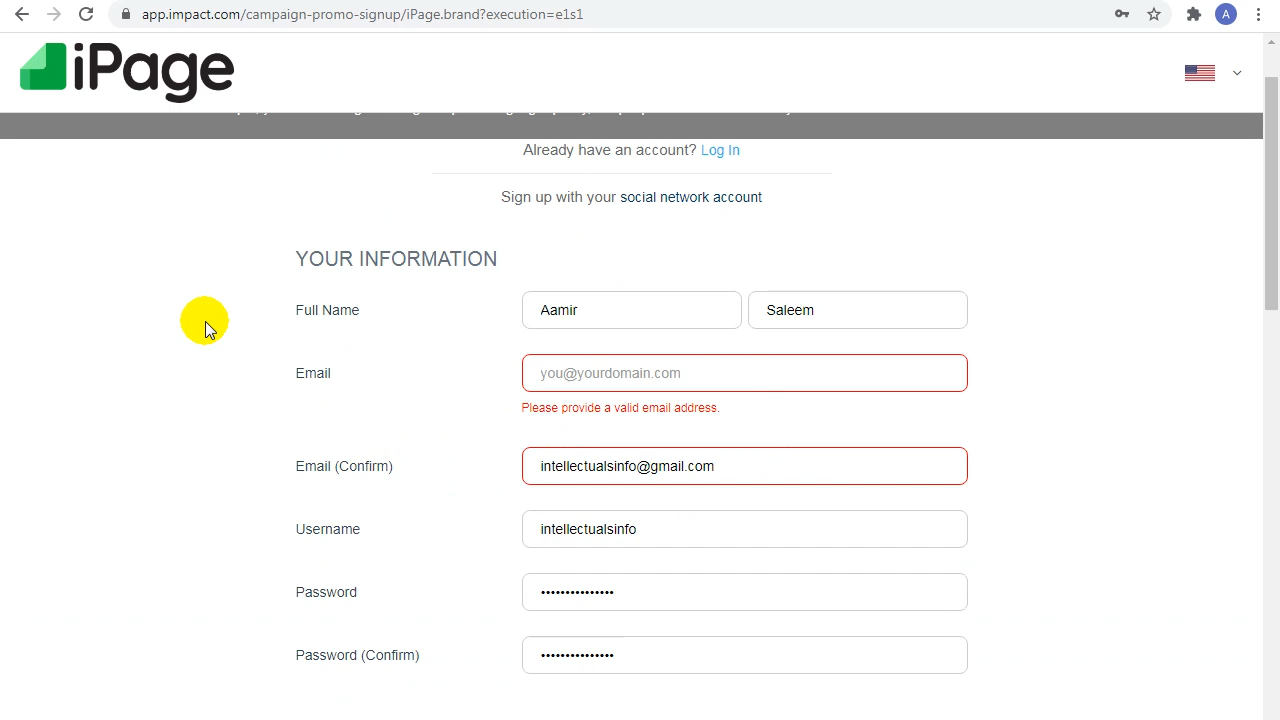 app.impact.com/campaign-promo-signup/iPage.brand?execution=e1s1
A
iPage
Already have an account? Log In
Sign up with your social network account
YOUR INFORMATION
Full Name
Aamir
Saleem
Email
you@yourdomain.com
Please provide a valid email address.
Email (Confirm)
intellectualsinfo@gmail.com
Username
intellectualsinfo
Password
•••••••••••••••
Password (Confirm)
•••••••••••••••